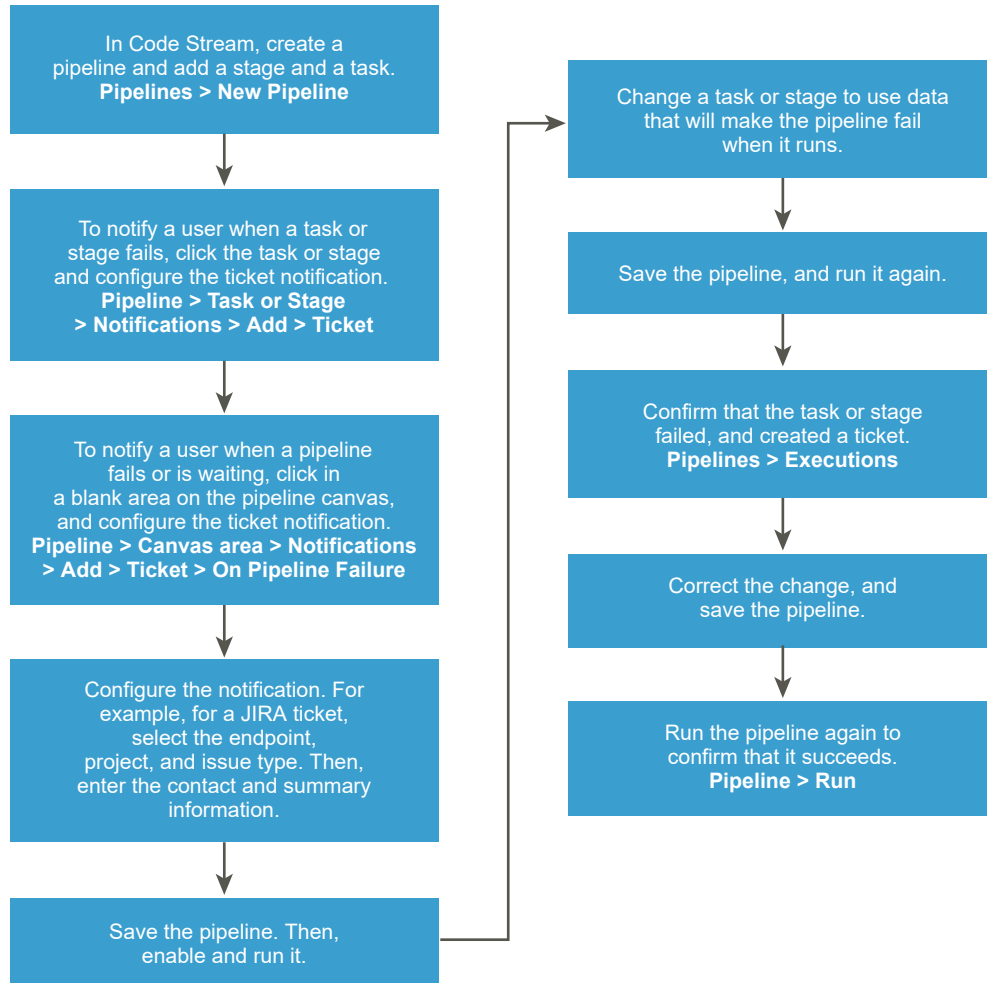 In Code Stream, create a
pipeline and add a stage and a task.
Pipelines > New Pipeline
To notify a user when a task or
stage fails, click the task or stage
and configure the ticket notification.
Pipeline > Task or Stage
> Notifications > Add > Ticket
To notify a user when a pipeline
fails or is waiting, click in
a blank area on the pipeline canvas,
and configure the ticket notification.
Pipeline > Canvas area > Notifications
> Add > Ticket > On Pipeline Failure
Configure the notification. For
example, for a JIRA ticket,
select the endpoint,
project, and issue type. Then,
enter the contact and summary
information.
Save the pipeline. Then,
enable and run it.
Change a task or stage to use data
that will make the pipeline fail
when it runs.
Save the pipeline, and run it again.
Confirm that the task or stage
failed, and created a ticket.
Pipelines > Executions
Correct the change, and
save the pipeline.
Run the pipeline again to
confirm that it succeeds.
Pipeline > Run